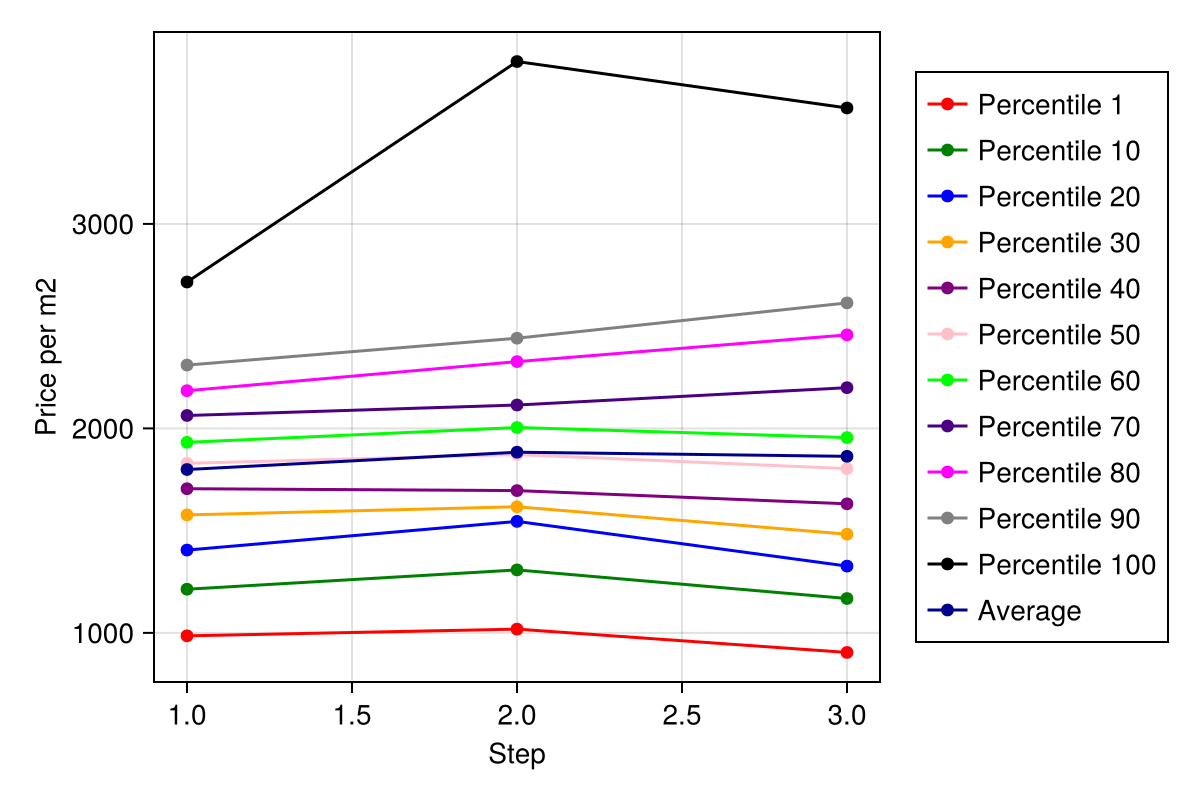 Price per m2
3000
2000
1000
1.0 1.5 2.0 2.5 3.0
Step
Percentile 1
Percentile 10
Percentile 20
Percentile 30
Percentile 40
Percentile 50
Percentile 60
Percentile 70
Percentile 80
Percentile 90
Percentile 100
Average